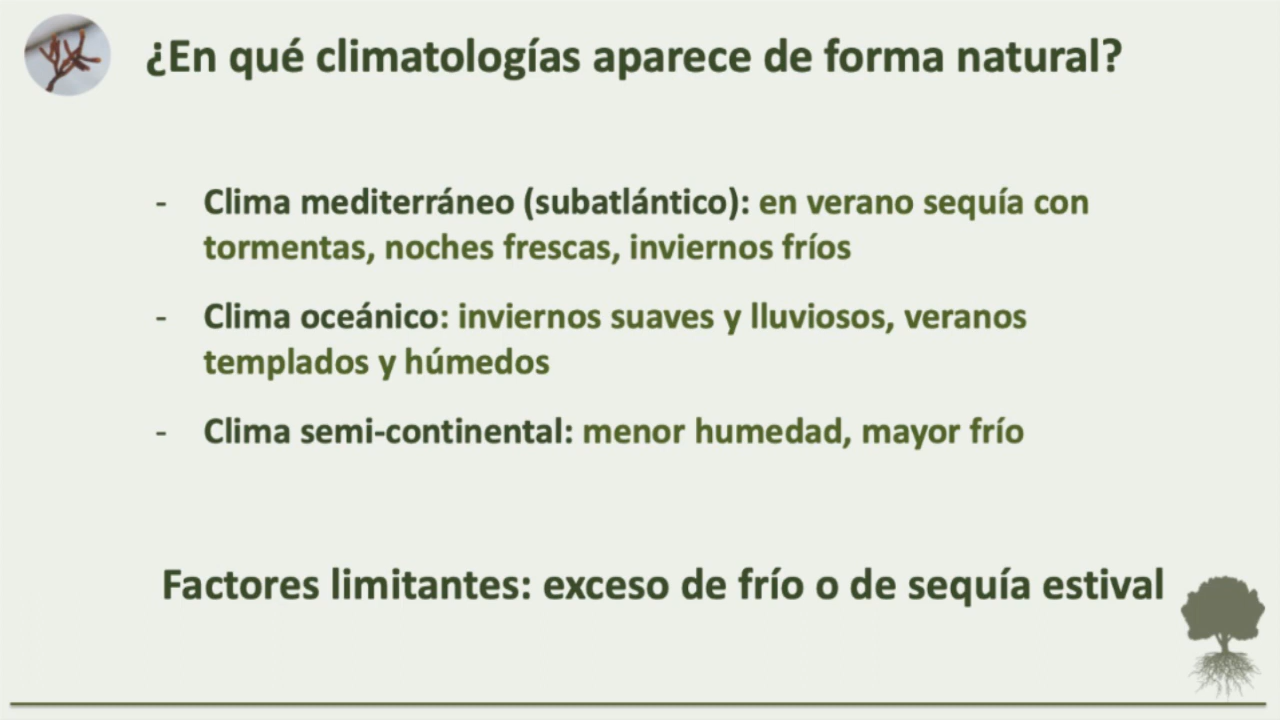 ¿En qué climatologías aparece de forma natural?
- Clima mediterráneo (subatlántico): en verano sequía con
tormentas, noches frescas, inviernos fríos
- Clima oceánico: inviernos suaves y lluviosos, veranos
templados y húmedos
- Clima semi-continental: menor humedad, mayor frío
Factores limitantes: exceso de frío o de sequía estival